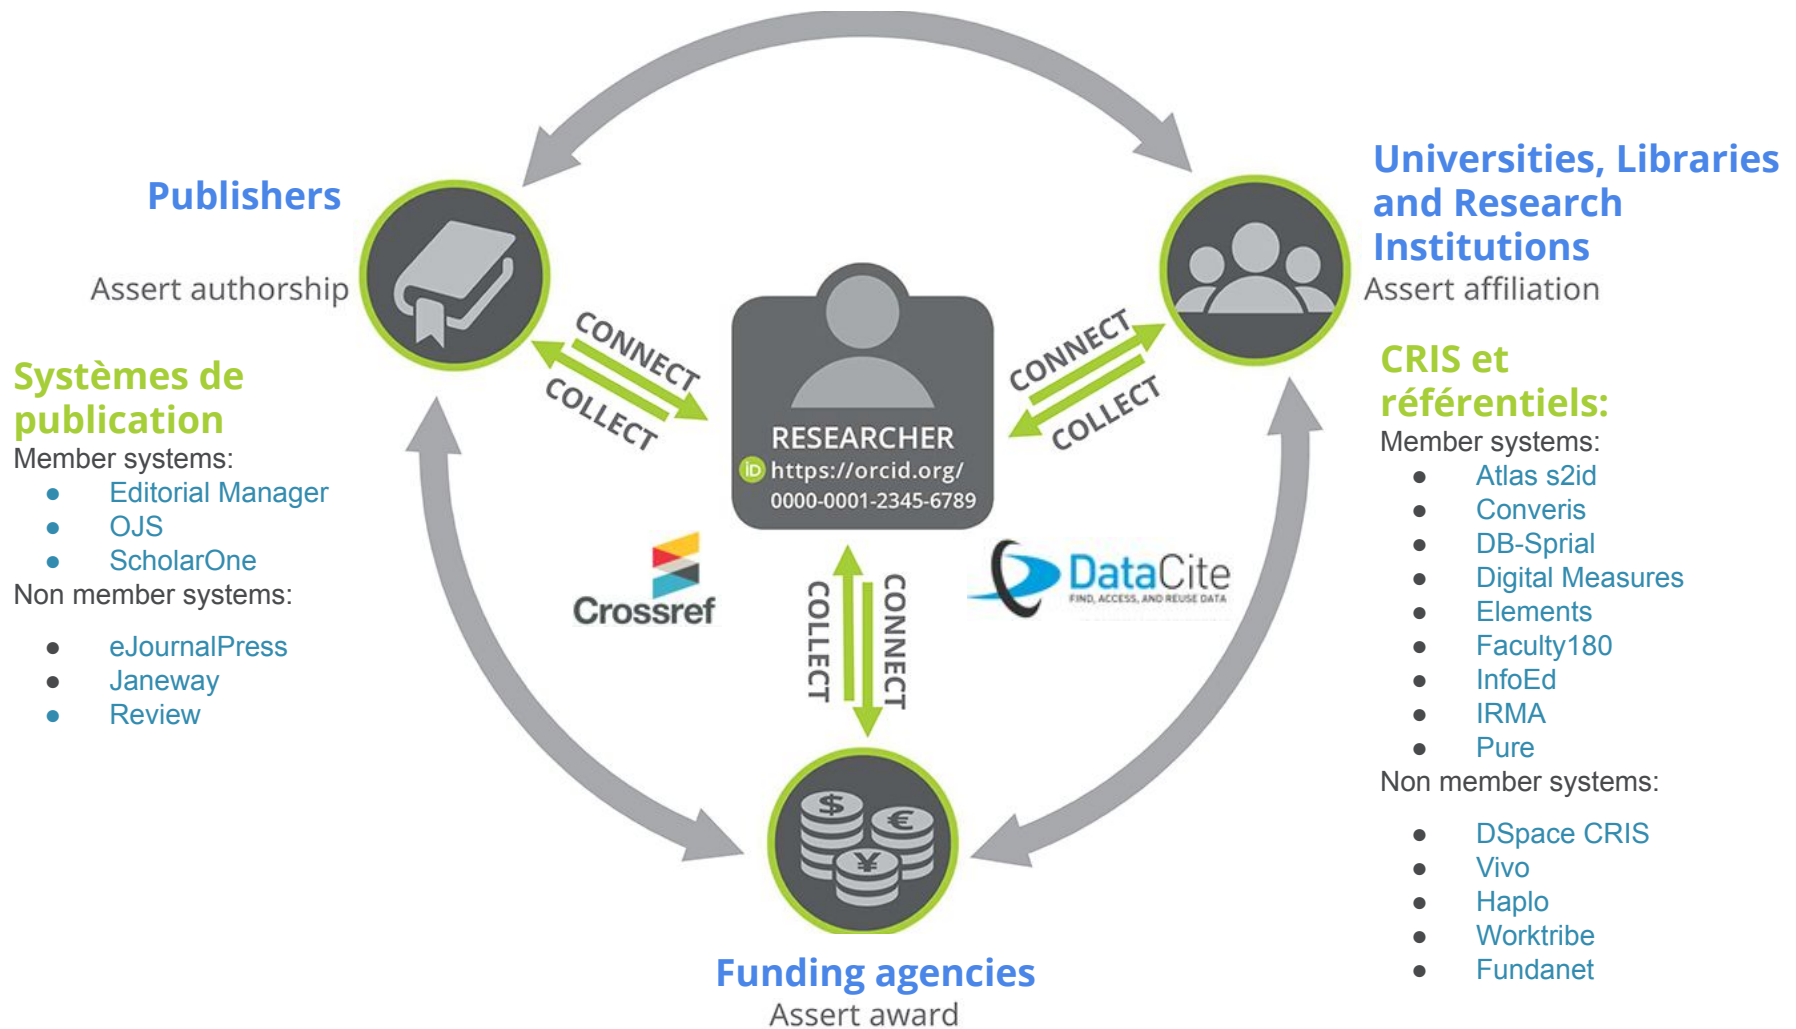 Publishers
Assert authorship
Systèmes de
publication
Member systems:
● Editorial Manager
● OJS
● ScholarOne
Non member systems:
● eJournalPress
● Janeway
● Review
CONNECT
COLLECT
RESEARCHER
iD https://orcid.org/
0000-0001-2345-6789
CONNECT
COLLECT
Crossref
COLLECT
CONNECT
DataCite
FIND, ACCESS, AND REUSE DATA
$
€
¥
Funding agencies
Assert award
Universities, Libraries
and Research
Institutions
Assert affiliation
CRIS et
référentiels:
Member systems:
● Atlas s2id
● Converis
● DB-Sprial
● Digital Measures
● Elements
● Faculty180
● InfoEd
● IRMA
● Pure
Non member systems:
● DSpace CRIS
● Vivo
● Haplo
● Worktribe
● Fundanet